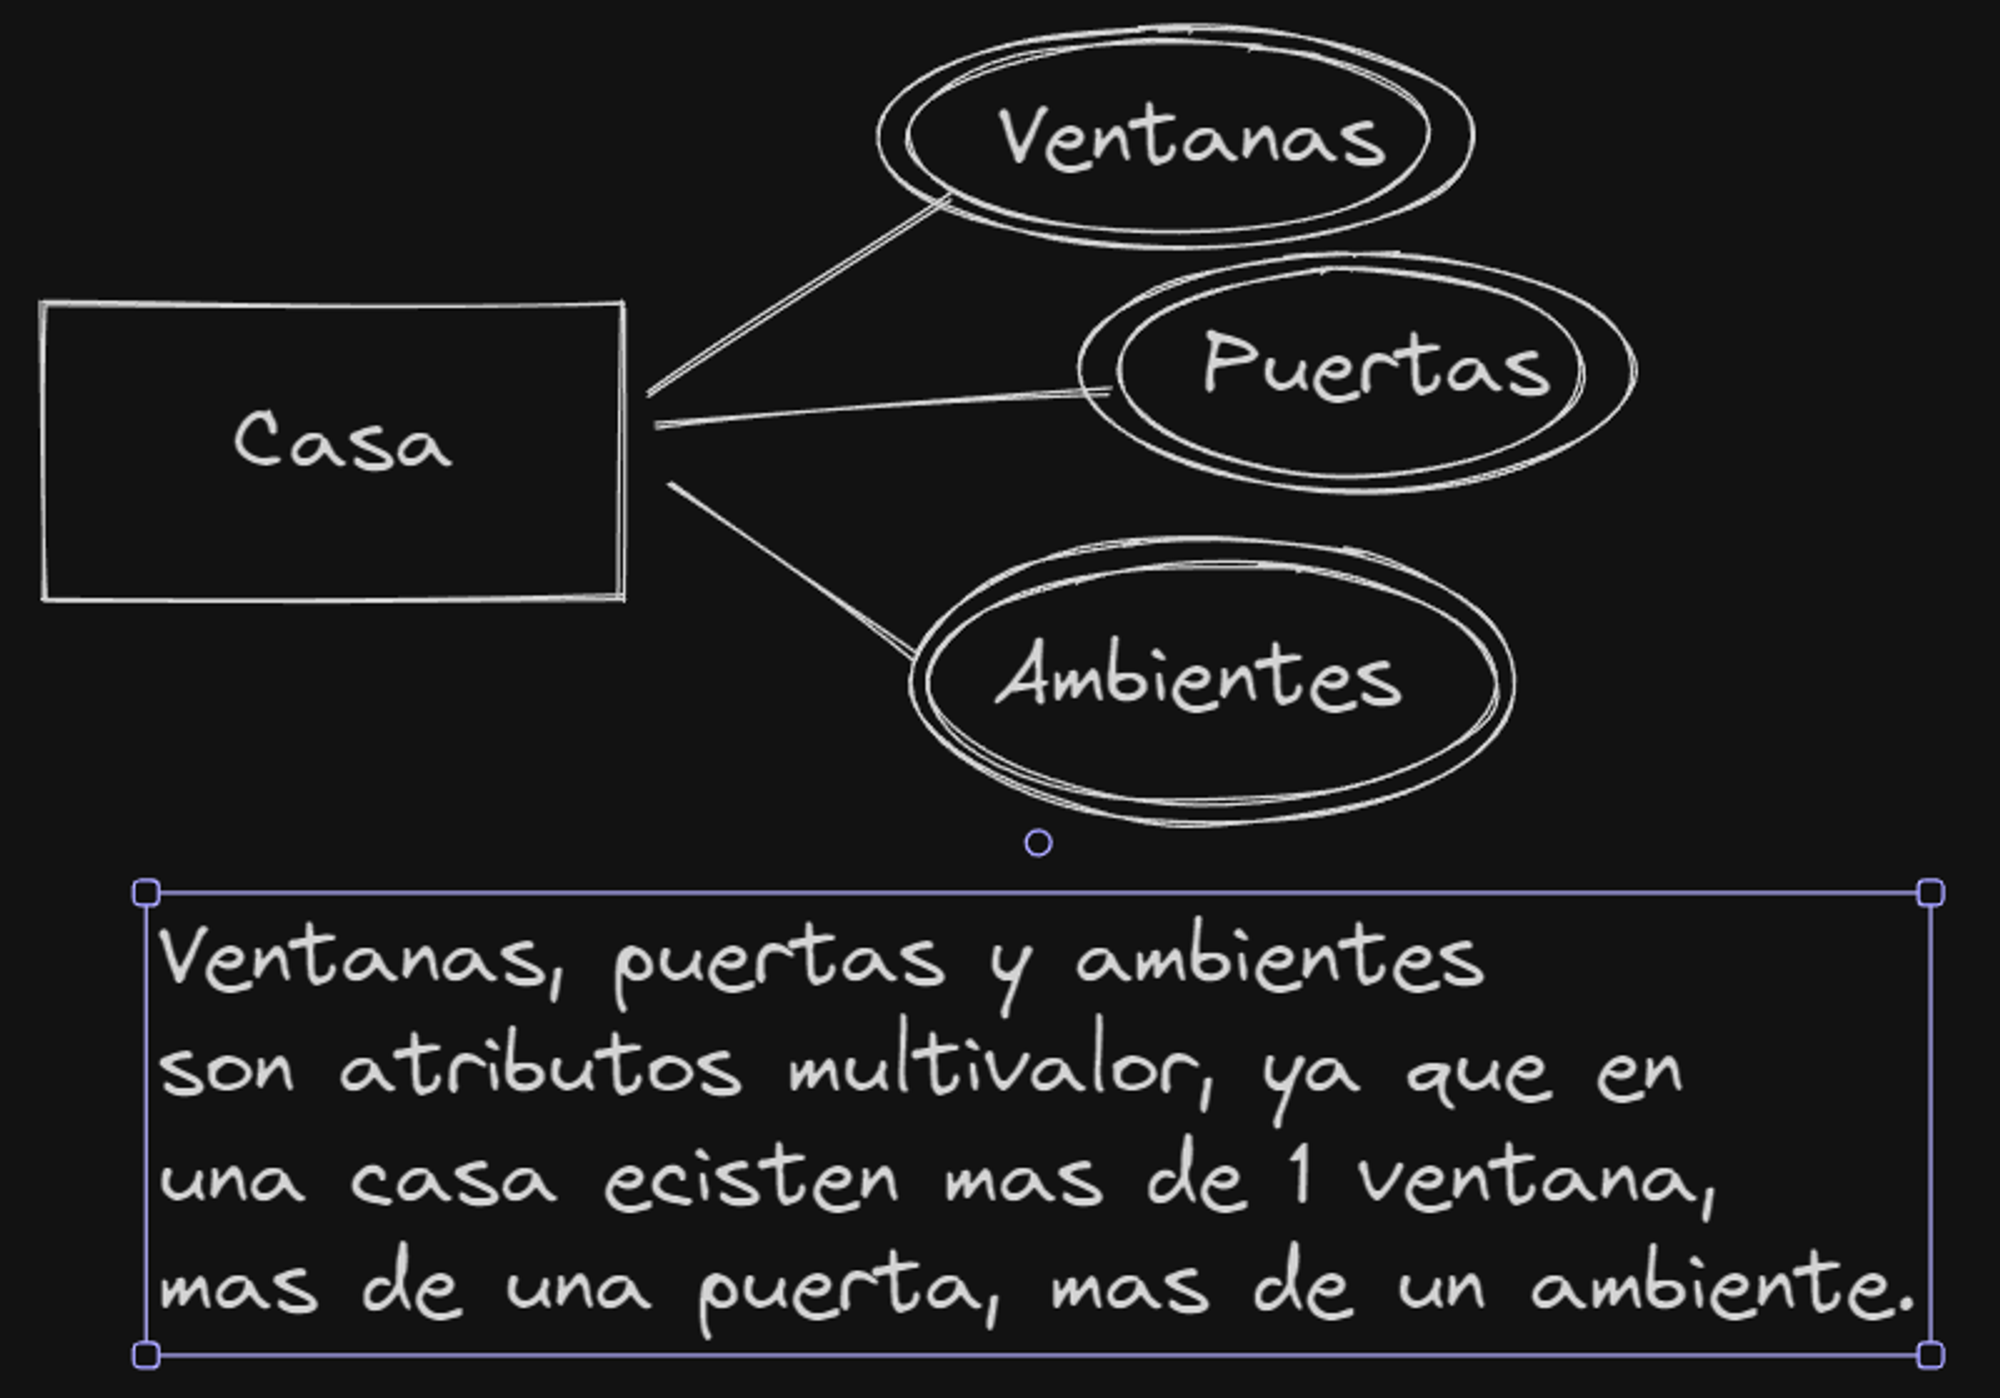 Ventanas
Puertas
Casa
Ambientes
Ventanas, puertas y ambientes
son atributos multivalor, ya que en
una casa ecisten mas de 1 ventana,
mas de una puerta, mas de un ambiente.